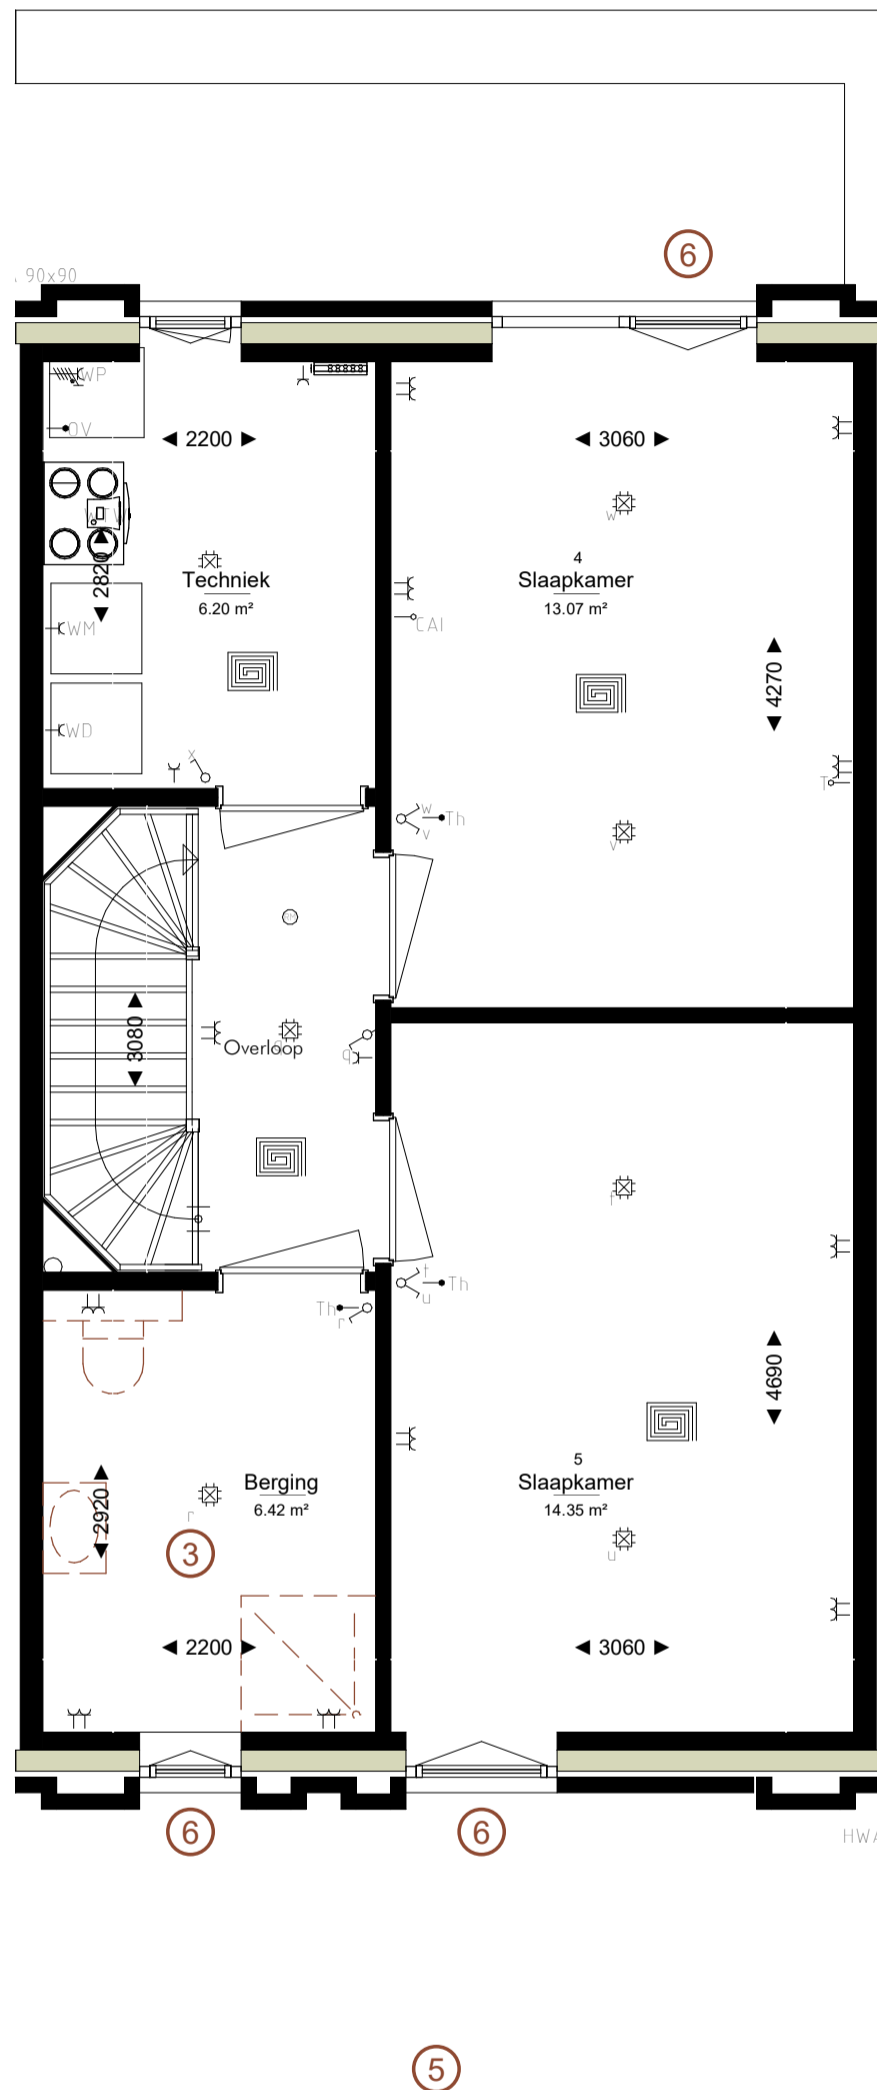 6
90x90
WP
OV
2200
3060
w
2820
Techniek
6.20 m²
4
Slaapkamer
13.07 m²
CAI
WM
4270
WD
x
T
w
Th
v
v
RM
3080
Overloop
q
q
f
t
Th
u
Th
r
4690
5
Slaapkamer
14.35 m²
Berging
6.42 m²
2920
r
3
u
2200
3060
6
6
HWA
5